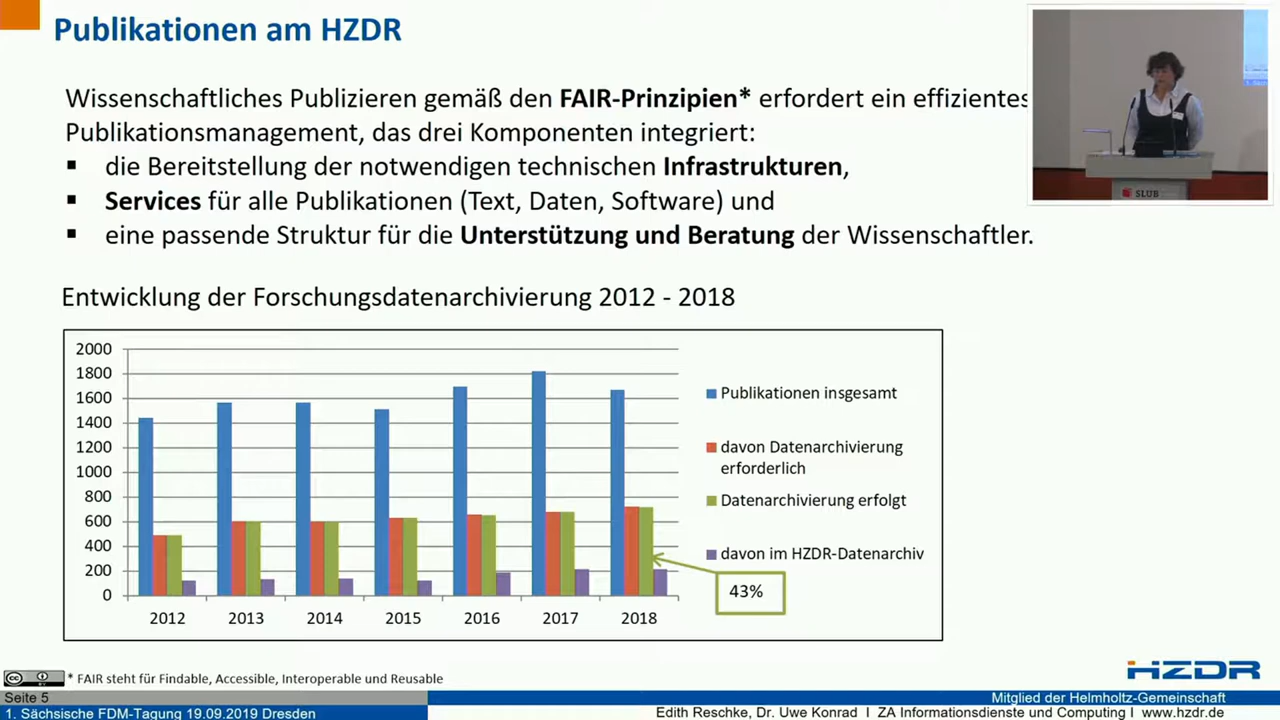 Publikationen am HZDR
Wissenschaftliches Publizieren gemäß den FAIR-Prinzipien* erfordert ein effizientes
Publikationsmanagement, das drei Komponenten integriert:
▪ die Bereitstellung der notwendigen technischen Infrastrukturen,
▪ Services für alle Publikationen (Text, Daten, Software) und
▪ eine passende Struktur für die Unterstützung und Beratung der Wissenschaftler.
SLUB
Entwicklung der Forschungsdatenarchivierung 2012 - 2018
2000
1800
1600
1400
1200
1000
800
600
400
200
0
2012 2013 2014 2015 2016 2017 2018
Publikationen insgesamt
davon Datenarchivierung
erforderlich
Datenarchivierung erfolgt
davon im HZDR-Datenarchiv
43%
cc
* FAIR steht für Findable, Accessible, Interoperable und Reusable
HZDR
Seite 5
Mitglied der Helmholtz-Gemeinschaft
1. Sächsische FDM-Tagung 19.09.2019 Dresden
Edith Reschke, Dr. Uwe Konrad I ZA Informationsdienste und Computing I www.hzdr.de